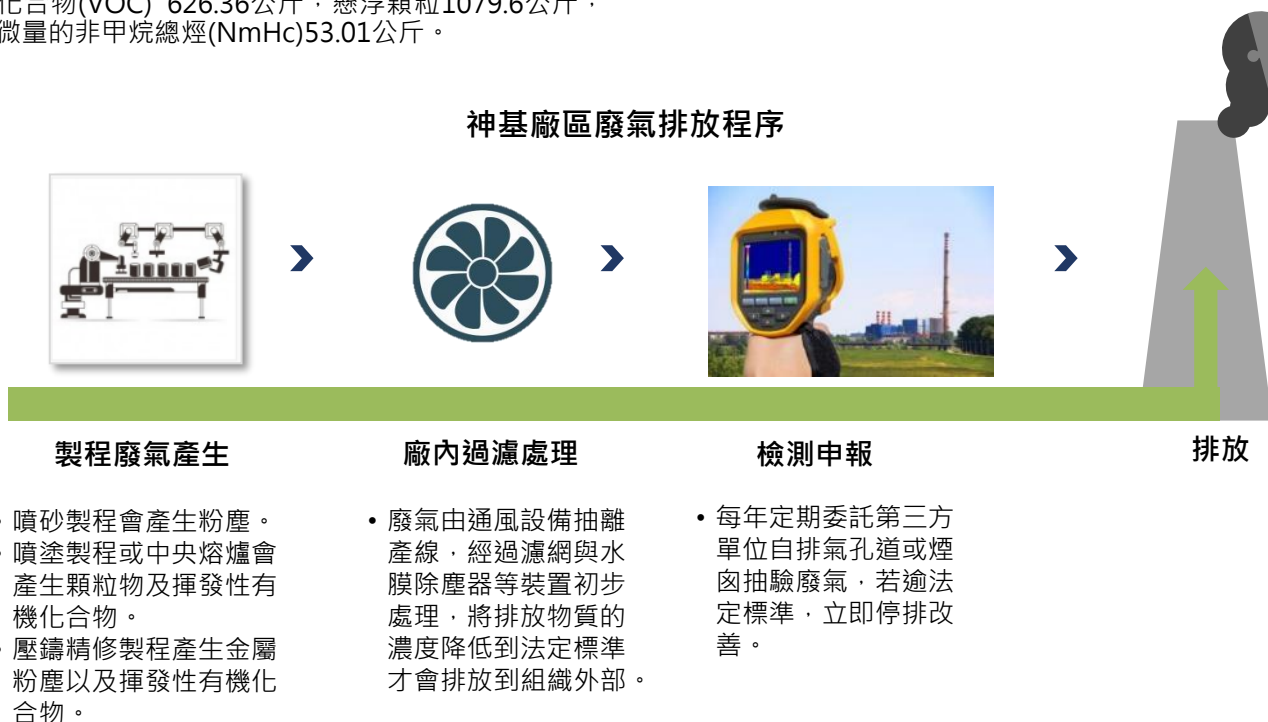 化合物(VOC) 626.36公斤，懸浮顆粒1079.6公斤，
微量的非甲烷總烴(NmHc)53.01公斤。
神基廠區廢氣排放程序
製程廢氣產生
• 噴砂製程會產生粉塵。
• 噴塗製程或中央熔爐會
產生顆粒物及揮發性有
機化合物。
• 壓鑄精修製程產生金屬
粉塵以及揮發性有機化
合物。
廠內過濾處理
• 廢氣由通風設備抽離
產線，經過濾網與水
膜除塵器等裝置初步
處理，將排放物質的
濃度降低到法定標準
才會排放到組織外部。
檢測申報
• 每年定期委託第三方
單位自排氣孔道或煙
囪抽驗廢氣，若逾法
定標準，立即停排改
善。
排放